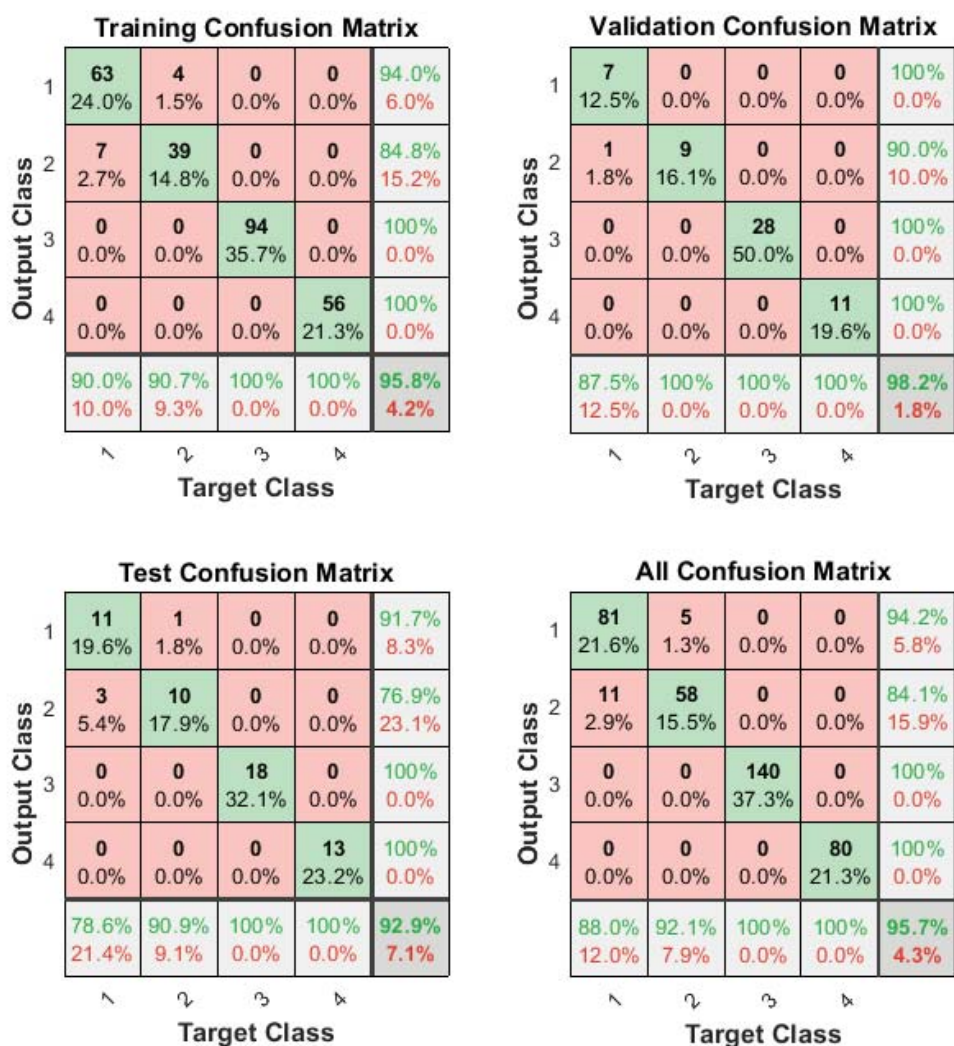 Training Confusion Matrix
Output Class
1
63 4 0 0 94.0%
24.0% 1.5% 0.0% 0.0% 6.0%
2
7 39 0 0 84.8%
2.7% 14.8% 0.0% 0.0% 15.2%
3
0 0 94 0 100%
0.0% 0.0% 35.7% 0.0% 0.0%
4
0 0 0 56 100%
0.0% 0.0% 0.0% 21.3% 0.0%
90.0% 90.7% 100% 100% 95.8%
10.0% 9.3% 0.0% 0.0% 4.2%
1 2 3 4
Target Class
Validation Confusion Matrix
Output Class
1
7 0 0 0 100%
12.5% 0.0% 0.0% 0.0% 0.0%
2
1 9 0 0 90.0%
1.8% 16.1% 0.0% 0.0% 10.0%
3
0 0 28 0 100%
0.0% 0.0% 50.0% 0.0% 0.0%
4
0 0 0 11 100%
0.0% 0.0% 0.0% 19.6% 0.0%
87.5% 100% 100% 100% 98.2%
12.5% 0.0% 0.0% 0.0% 1.8%
1 2 3 4
Target Class
Test Confusion Matrix
Output Class
1
11 1 0 0 91.7%
19.6% 1.8% 0.0% 0.0% 8.3%
2
3 10 0 0 76.9%
5.4% 17.9% 0.0% 0.0% 23.1%
3
0 0 18 0 100%
0.0% 0.0% 32.1% 0.0% 0.0%
4
0 0 0 13 100%
0.0% 0.0% 0.0% 23.2% 0.0%
78.6% 90.9% 100% 100% 92.9%
21.4% 9.1% 0.0% 0.0% 7.1%
1 2 3 4
Target Class
All Confusion Matrix
Output Class
1
81 5 0 0 94.2%
21.6% 1.3% 0.0% 0.0% 5.8%
2
11 58 0 0 84.1%
2.9% 15.5% 0.0% 0.0% 15.9%
3
0 0 140 0 100%
0.0% 0.0% 37.3% 0.0% 0.0%
4
0 0 0 80 100%
0.0% 0.0% 0.0% 21.3% 0.0%
88.0% 92.1% 100% 100% 95.7%
12.0% 7.9% 0.0% 0.0% 4.3%
1 2 3 4
Target Class